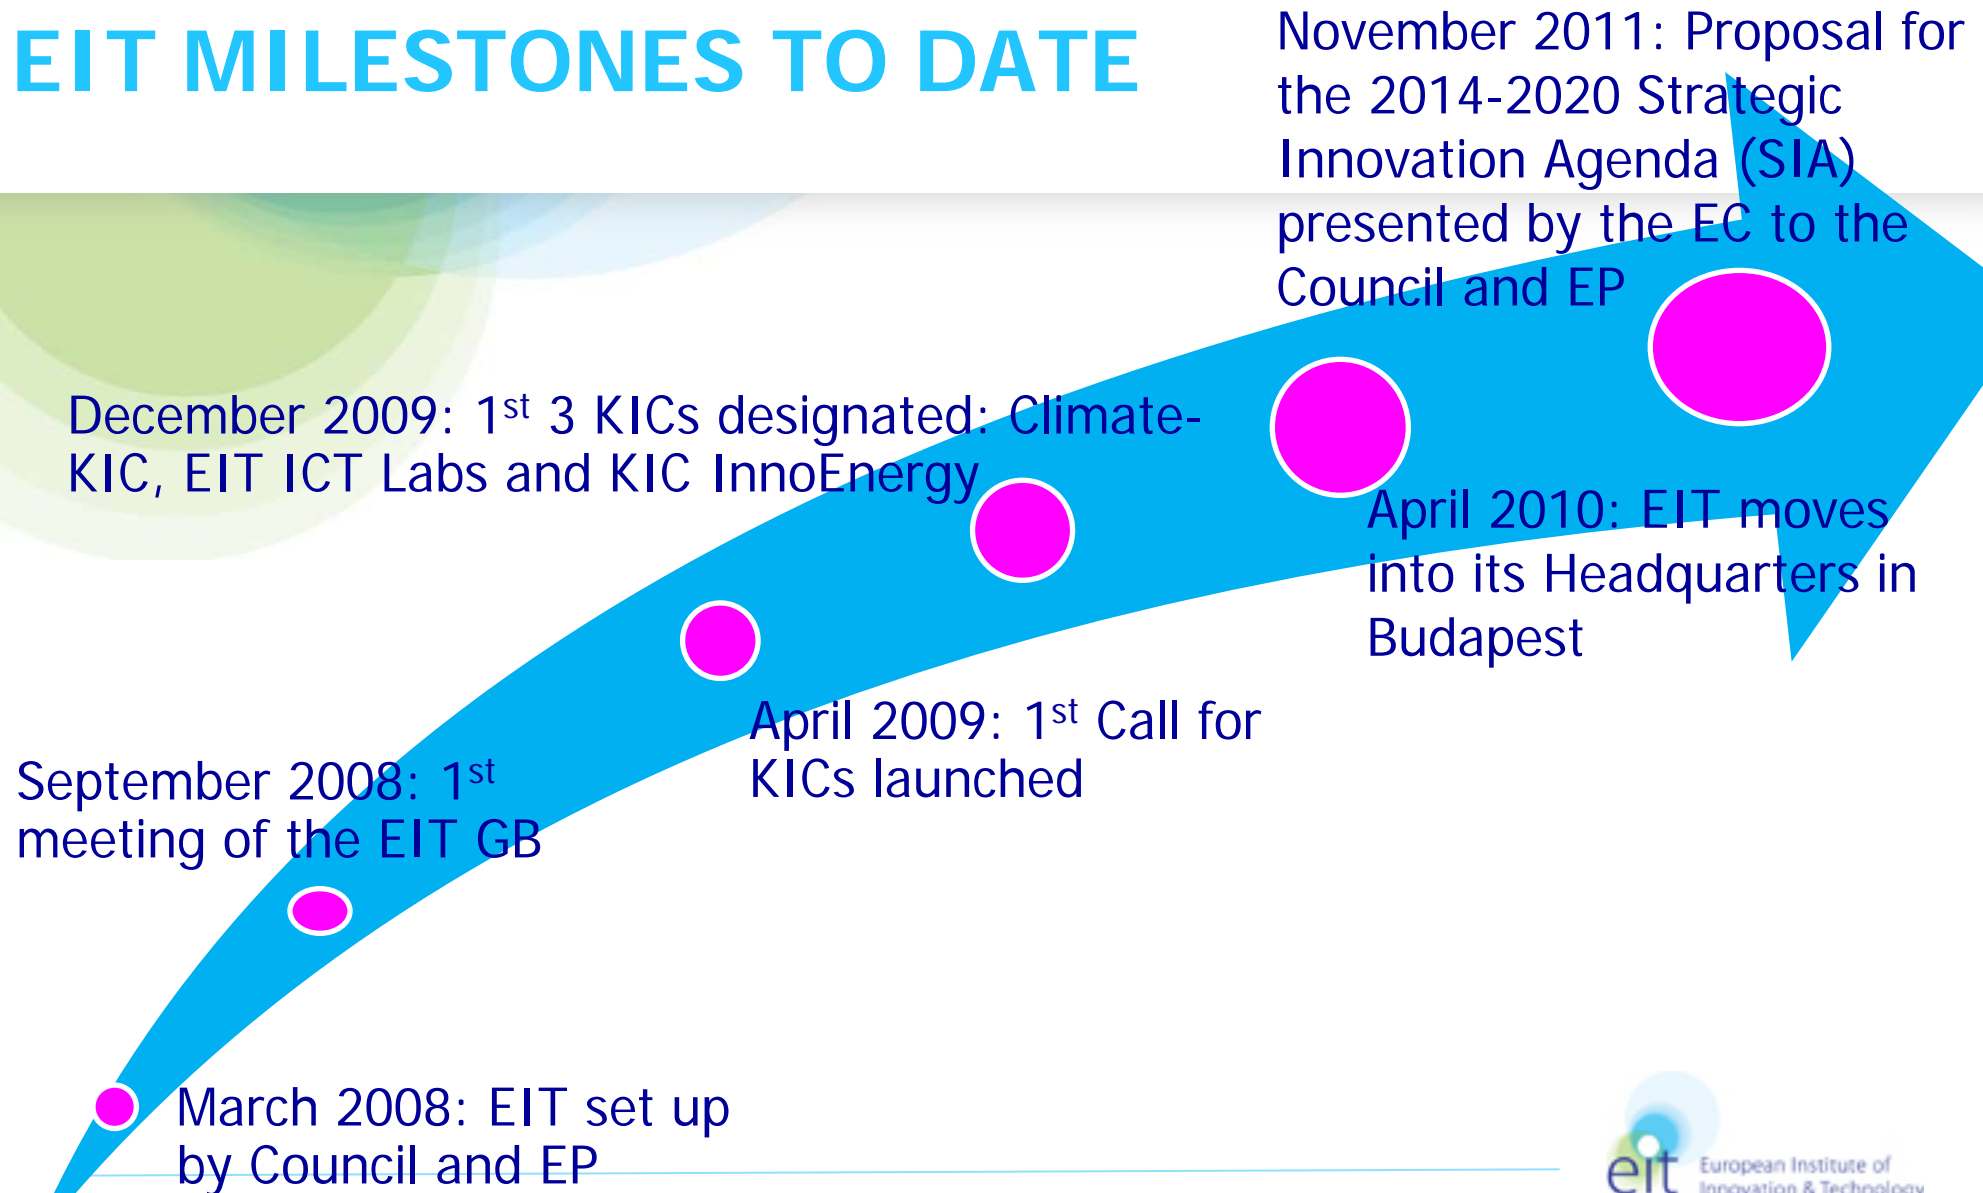 EIT MILESTONES TO DATE
November 2011: Proposal for
the 2014-2020 Strategic
Innovation Agenda (SIA)
presented by the EC to the
Council and EP
December 2009: 1st 3 KICs designated: Climate-
KIC, EIT ICT Labs and KIC InnoEnergy
April 2010: EIT moves
into its Headquarters in
Budapest
April 2009: 1st Call for
KICs launched
September 2008: 1st
meeting of the EIT GB
March 2008: EIT set up
by Council and EP
eit
European Institute of
Innovation & Technology